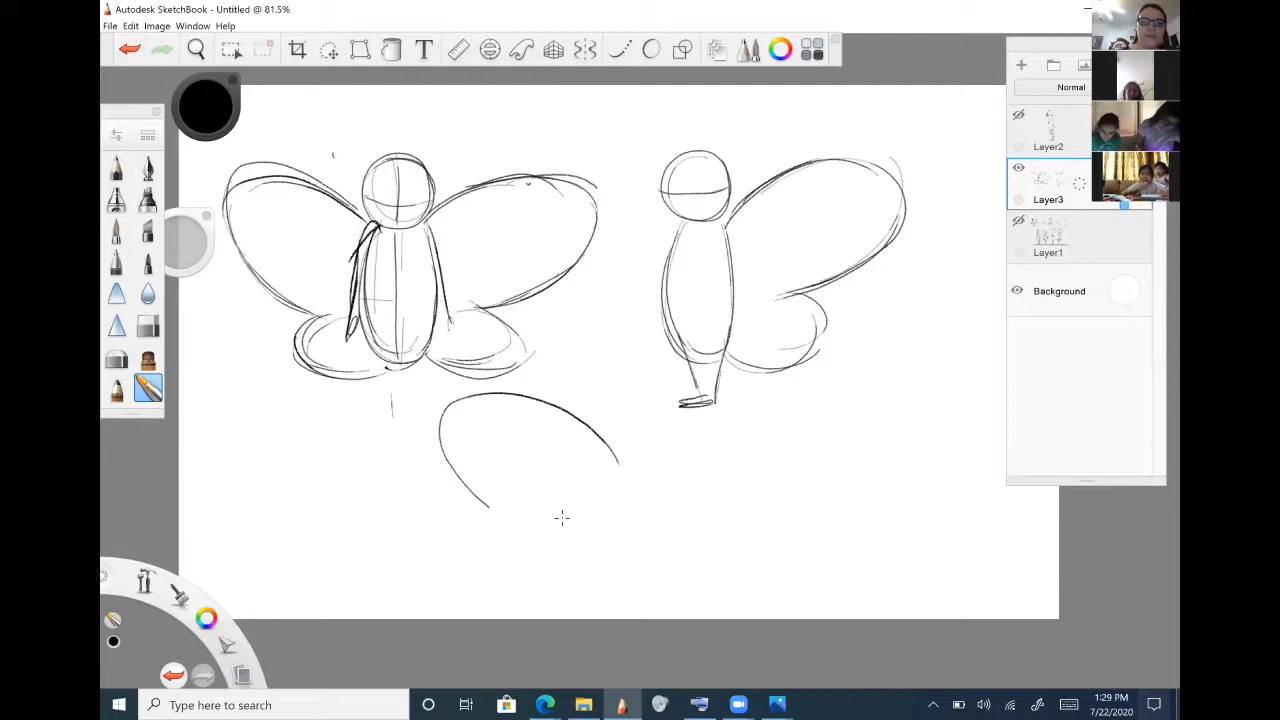 Autodesk SketchBook - Untitled @ 81.5%
File Edit Image Window Help
T
Normal
Layer2
Layer3
Layer1
Background
Type here to search
1:29 PM
7/22/2020